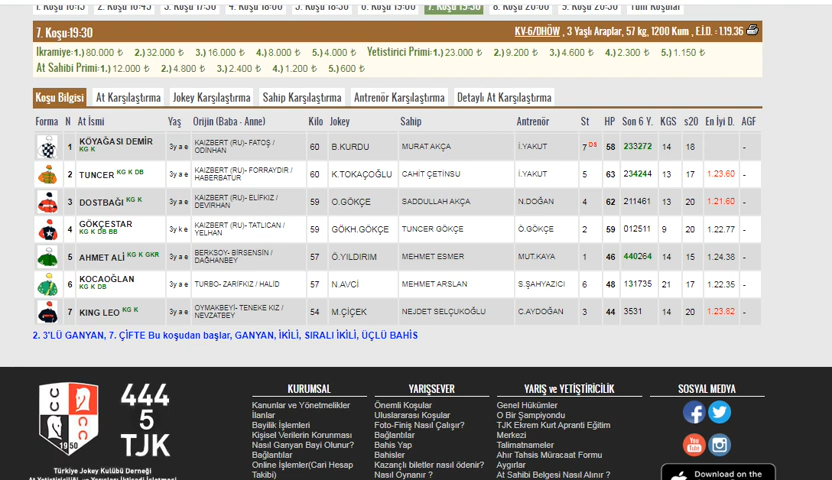 1. Koşu 16:15 2. Koşu 16:45 3. Koşu 17:30 4. Koşu 18:00 5. Koşu 18:30 6. Koşu 19:00 7. Koşu 19:30 8. Koşu 20:00 9. Koşu 20:30 Tüm Koşular
7. Koşu:19:30 KV-6/DHÖW , 3 Yaşlı Araplar, 57 kg, 1200 Kum , E.İ.D. : 1.19.36
Ikramiye:1.) 80.000 ₺ 2.) 32.000 ₺ 3.) 16.000 ₺ 4.) 8.000 ₺ 5.) 4.000 ₺ Yetistirici Primi:1.) 23.000 ₺ 2.) 9.200 ₺ 3.) 4.600 ₺ 4.) 2.300 ₺ 5.) 1.150 ₺
At Sahibi Primi:1.) 12.000 ₺ 2.) 4.800 ₺ 3.) 2.400 ₺ 4.) 1.200 ₺ 5.) 600 ₺
Koşu Bilgisi At Karşılaştırma Jokey Karşılaştırma Sahip Karşılaştırma Antrenör Karşılaştırma Detaylı At Karşılaştırma
Forma N At İsmi Yaş Orijin (Baba - Anne) Kilo Jokey Sahip Antrenör St HP Son 6 Y. KGS s20 En İyi D. AGF
1 KÖYAĞASI DEMİR KG K 3y a e KAIZBERT (RU)- FATOŞ / ODİNHAN 60 B.KURDU MURAT AKÇA İ.YAKUT 7 DS 58 233272 14 18 -
2 TUNCER KG K DB 3y a e KAIZBERT (RU)- FORRAYDIR / HABERBATUR 60 K.TOKAÇOĞLU CAHİT ÇETİNSU İ.YAKUT 5 63 234244 13 17 1.23.60 -
3 DOSTBAĞI KG K 3y a e KAIZBERT (RU)- ELİFKIZ / DEVİRHAN 59 O.GÖKÇE SADDULLAH AKÇA N.DOĞAN 4 62 211461 13 20 1.21.60 -
4 GÖKÇESTAR KG K DB BB 3y k e KAIZBERT (RU)- TATLICAN / YELHAN 59 GÖKH.GÖKÇE TUNCER GÖKÇE Ö.GÖKÇE 2 59 012511 9 20 1.22.77 -
5 AHMET ALİ KG K GKR 3y a e BERKSOY- BİRSENSİN / DAĞHANBEY 57 Ö.YILDIRIM MEHMET ESMER MUT.KAYA 1 46 440264 14 15 1.24.38 -
6 KOCAOĞLAN KG K DB 3y a e TURBO- ZARİFKIZ / HALİD 57 N.AVCİ MEHMET ARSLAN S.ŞAHYAZICI 6 48 131735 21 17 1.22.35 -
7 KING LEO KG K 3y a e OYMAKBEYİ- TENEKE KIZ / NEVZATBEY 54 M.ÇİÇEK NEJDET SELÇUKOĞLU C.AYDOĞAN 3 44 3531 14 20 1.23.82 -
2. 3'LÜ GANYAN, 7. ÇİFTE Bu koşudan başlar, GANYAN, İKİLİ, SIRALI İKİLİ, ÜÇLÜ BAHİS
19 50
444
5
TJK
Türkiye Jokey Kulübü Derneği
At Yetiştiriciliği ve Yarışları İktisadi İşletmesi
KURUMSAL
Kanunlar ve Yönetmelikler
İlanlar
Bayilik İşlemleri
Kişisel Verilerin Korunması
Nasıl Ganyan Bayi Olunur?
Bağlantılar
Online İşlemler(Cari Hesap
Takibi)
YARIŞSEVER
Önemli Koşular
Uluslararası Koşular
Foto-Finiş Nasıl Çalışır?
Bağlantılar
Bahis Yap
Bahisler
Kazançlı biletler nasıl ödenir?
Nasıl Oynanır ?
YARIŞ ve YETİŞTİRİCİLİK
Genel Hükümler
O Bir Şampiyondu
TJK Ekrem Kurt Apranti Eğitim
Merkezi
Talimatnameler
Ahır Tahsis Müracaat Formu
Aygırlar
At Sahibi Belgesi Nasıl Alınır ?
SOSYAL MEDYA
You Tube
Download on the